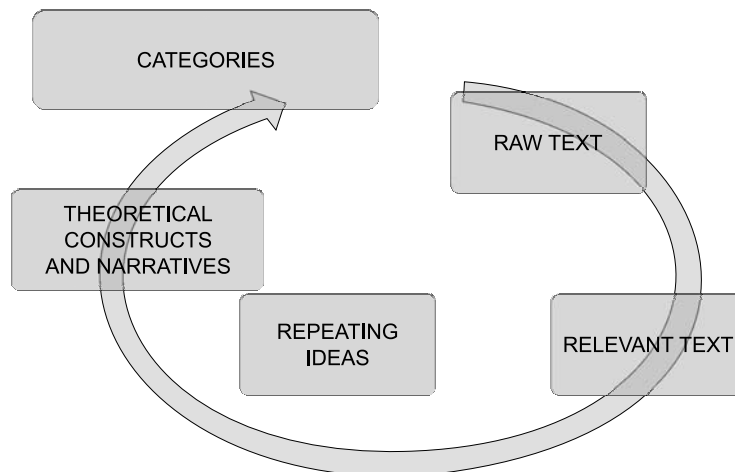 CATEGORIES
RAW TEXT
THEORETICAL
CONSTRUCTS
AND NARRATIVES
REPEATING
IDEAS
RELEVANT TEXT